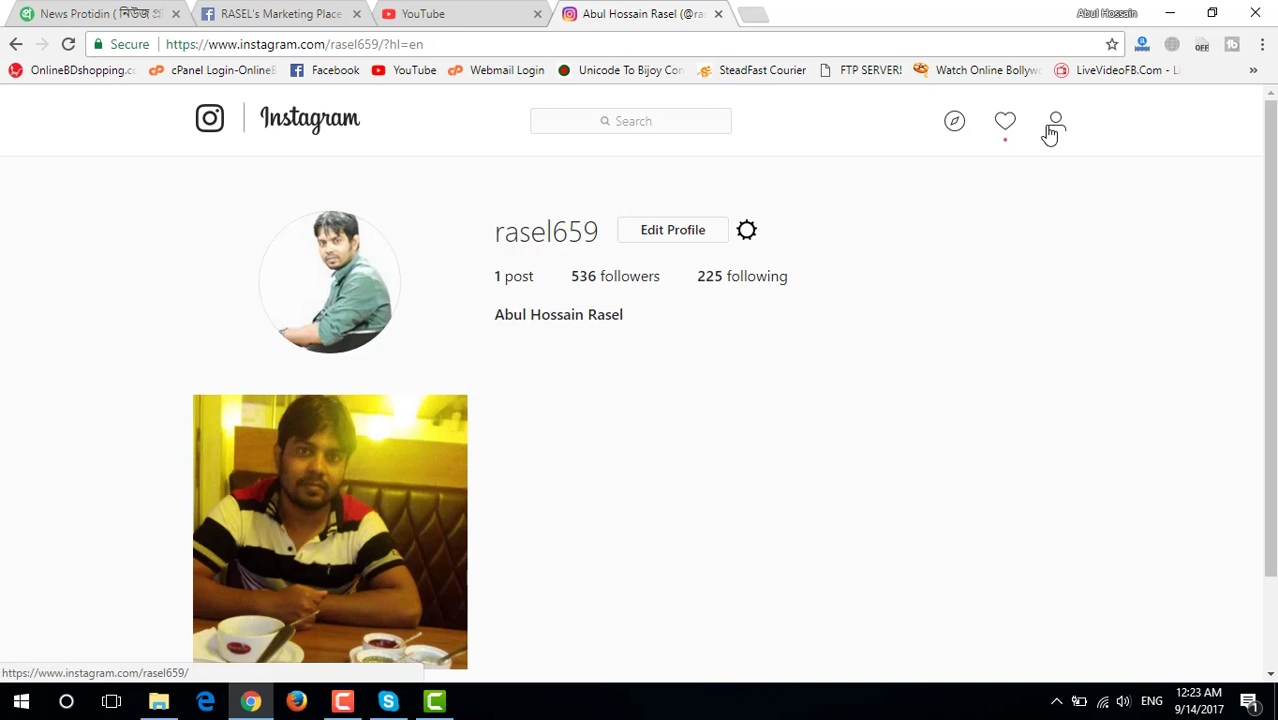 News Protidin ( নিউজ প্রা
RASEL's Marketing Place
YouTube
Abul Hossain Rasel (@ra
Abul Hossain
Secure
https://www.instagram.com/rasel659/?hl=en
OnlineBDshopping.co
cPanel Login-OnlineB
Facebook
YouTube
Webmail Login
Unicode To Bijoy Con
SteadFast Courier
FTP SERVER!
Watch Online Bollyw
LiveVideoFB.Com - Li
Instagram
Search
rasel659
Edit Profile
1 post
536 followers
225 following
Abul Hossain Rasel
https://www.instagram.com/rasel659/
ENG
12:23 AM
9/14/2017
1